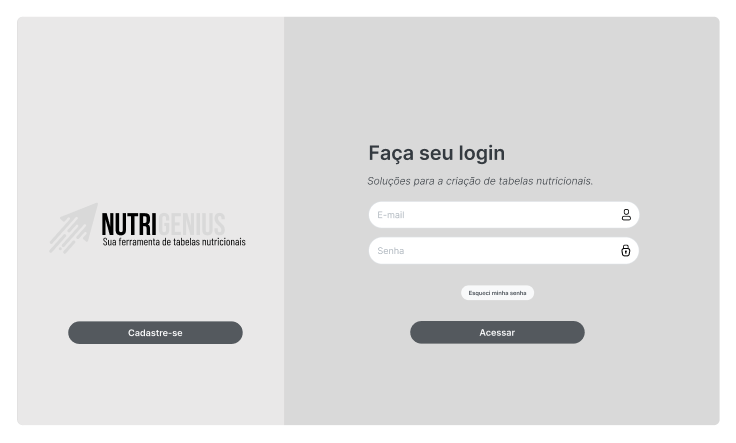 NUTRIGENIUS
Sua ferramenta de tabelas nutricionais
Cadastre-se
Faça seu login
Soluções para a criação de tabelas nutricionais.
E-mail
Senha
Esqueci minha senha
Acessar